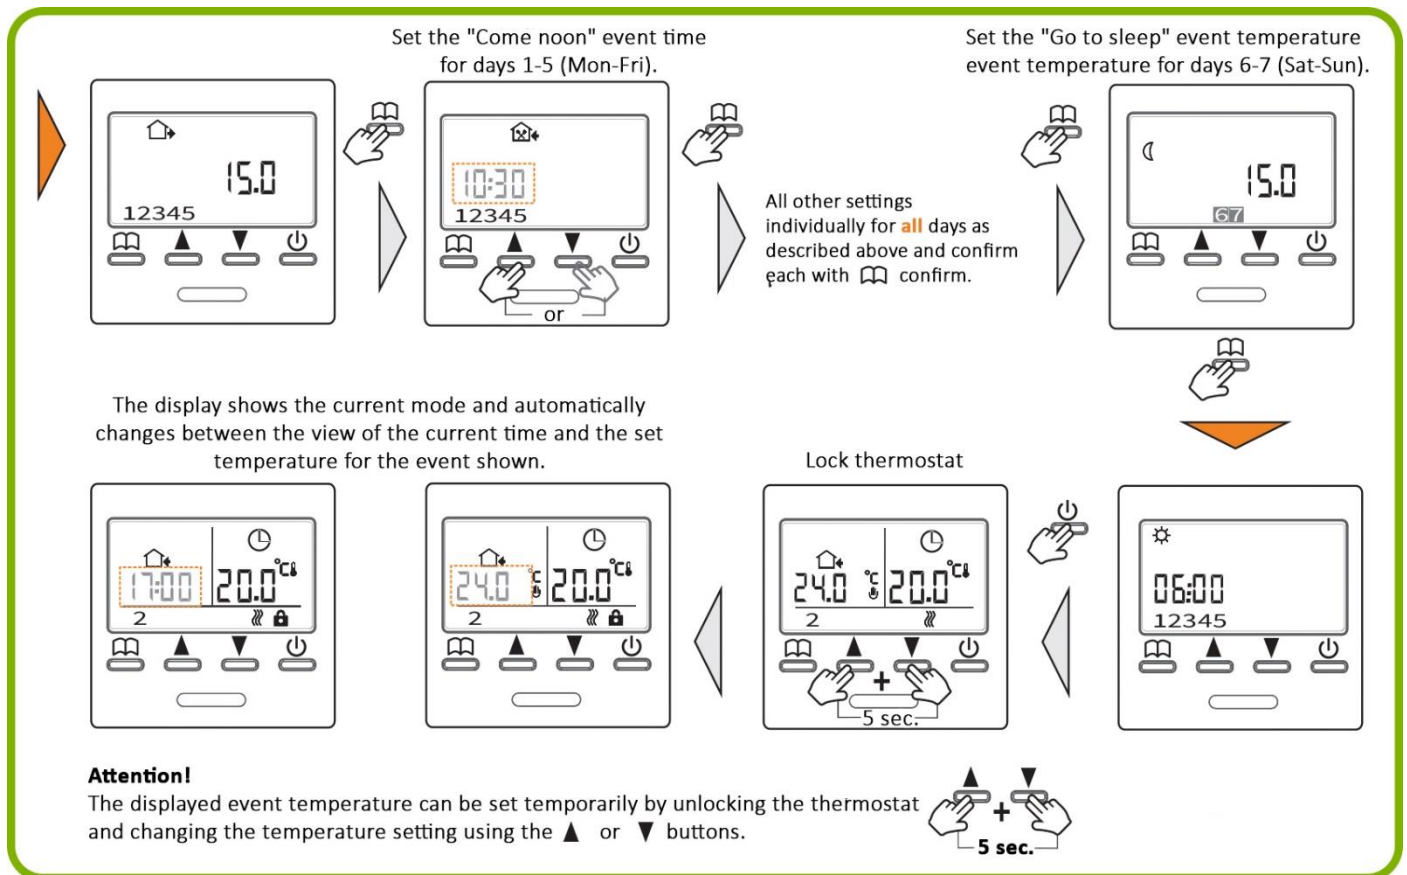 Set the "Come noon" event time
for days 1-5 (Mon-Fri).
Set the "Go to sleep" event temperature
event temperature for days 6-7 (Sat-Sun).
15.0
12345
10:30
12345
or
All other settings
individually for all days as
described above and confirm
each with confirm.
15.0
67
The display shows the current mode and automatically
changes between the view of the current time and the set
temperature for the event shown.
Lock thermostat
17:00 20.0 °C
2
24.0 °C 20.0 °C
2
24.0 °C 20.0 °C
2
+
5 sec.
06:00
12345
Attention!
The displayed event temperature can be set temporarily by unlocking the thermostat
and changing the temperature setting using the ▲ or ▼ buttons.
+
5 sec.